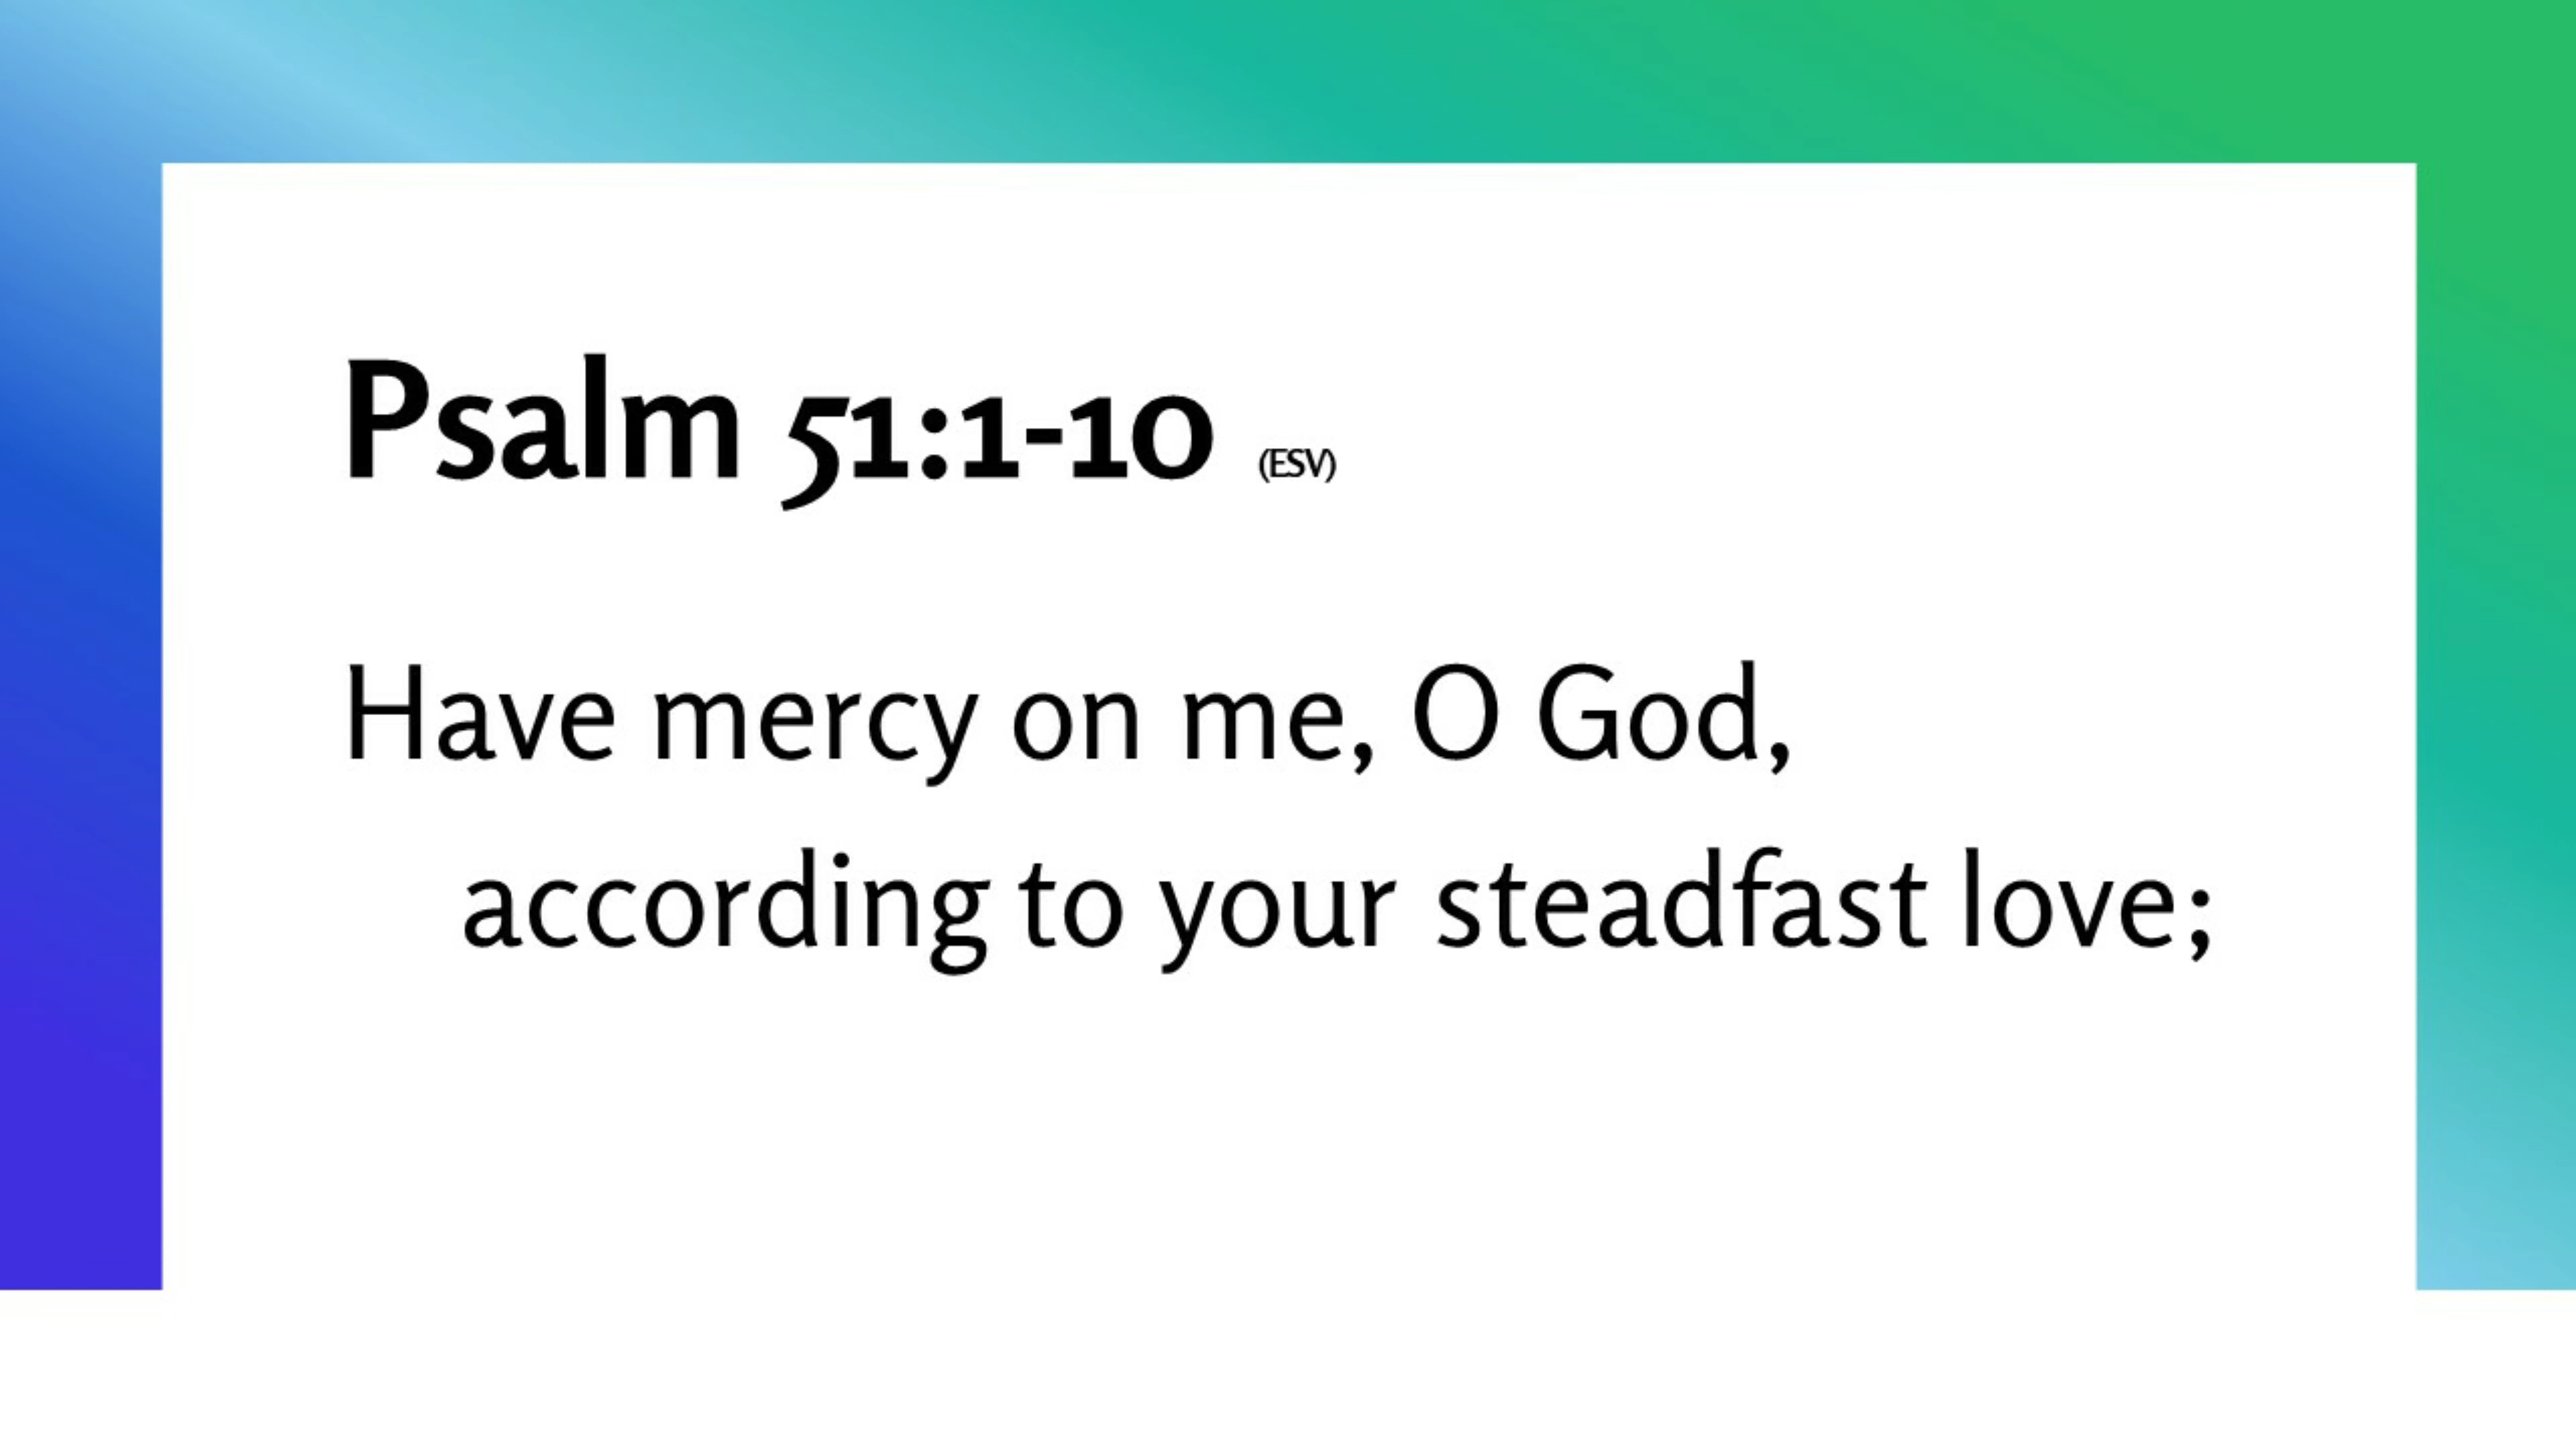 Psalm 51:1-10 (ESV)
Have mercy on me, O God,
according to your steadfast love;